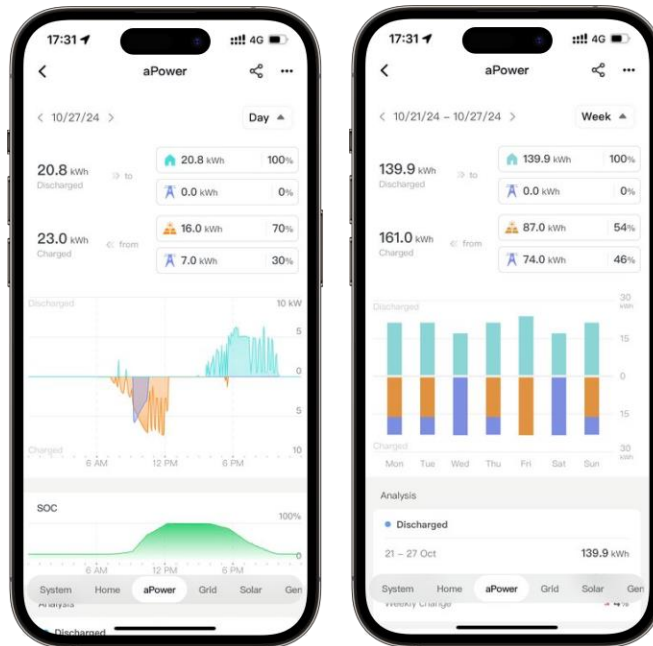 17:31 4G
aPower
10/27/24 Day
20.8 kWh
Discharged
to
20.8 kWh 100%
0.0 kWh 0%
23.0 kWh
Charged
from
16.0 kWh 70%
7.0 kWh 30%
Discharged 10 kW
5
0
5
Charged 10
6 AM 12 PM 6 PM
SOC
100%
0
6 AM 12 PM 6 PM
System Home aPower Grid Solar Gen
Analysis
Discharged
17:31 4G
aPower
10/21/24 – 10/27/24 Week
139.9 kWh
Discharged
to
139.9 kWh 100%
0.0 kWh 0%
161.0 kWh
Charged
from
87.0 kWh 54%
74.0 kWh 46%
Discharged 30 kWh
15
0
15
Charged 30 kWh
Mon Tue Wed Thu Fri Sat Sun
Analysis
Discharged
21 – 27 Oct 139.9 kWh
System Home aPower Grid Solar Gen
Weekly Change 4%